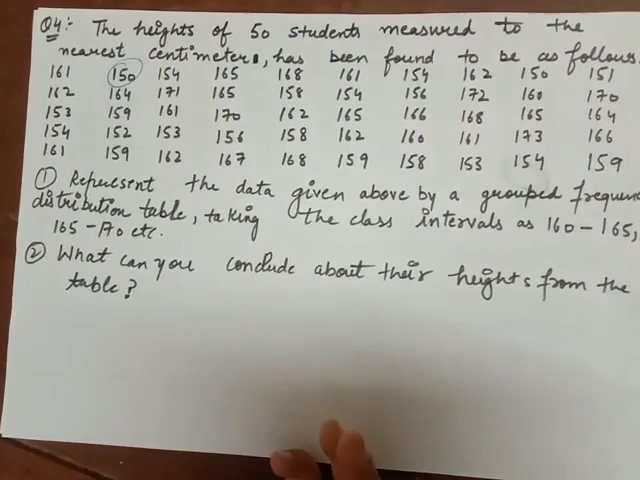 Q4:- The heights of 50 students measured to the
nearest centimeters, has been found to be as follows.
161 150 154 165 168 161 154 162 150 151
162 164 171 165 158 154 156 172 160 170
153 159 161 170 162 165 166 168 165 164
154 152 153 156 158 162 160 161 173 166
161 159 162 167 168 159 158 153 154 159
① Represent the data given above by a grouped frequen
distribution table, taking the class intervals as 160-165,
165-170 etc.
② What can you conclude about their heights from the
table?